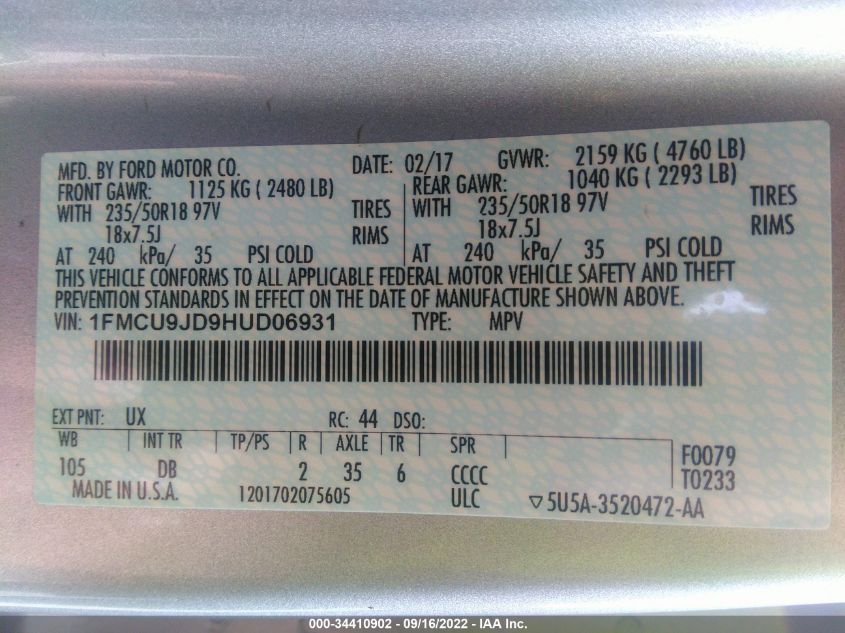 MFD. BY FORD MOTOR CO. DATE: 02/17 GVWR: 2159 KG ( 4760 LB)
FRONT GAWR: 1125 KG ( 2480 LB) REAR GAWR: 1040 KG ( 2293 LB)
WITH 235/50R18 97V TIRES WITH 235/50R18 97V TIRES
18x7.5J RIMS 18x7.5J RIMS
AT 240 kPa/ 35 PSI COLD AT 240 kPa/ 35 PSI COLD
THIS VEHICLE CONFORMS TO ALL APPLICABLE FEDERAL MOTOR VEHICLE SAFETY AND THEFT
PREVENTION STANDARDS IN EFFECT ON THE DATE OF MANUFACTURE SHOWN ABOVE.
VIN: 1FMCU9JD9HUD06931 TYPE: MPV
EXT PNT: UX RC: 44 DSO:
WB INT TR TP/PS R AXLE TR SPR F0079
105 DB 2 35 6 CCCC T0233
MADE IN U.S.A. 1201702075605 ULC ▽5U5A-3520472-AA
000-34410902 - 09/16/2022 - IAA Inc.